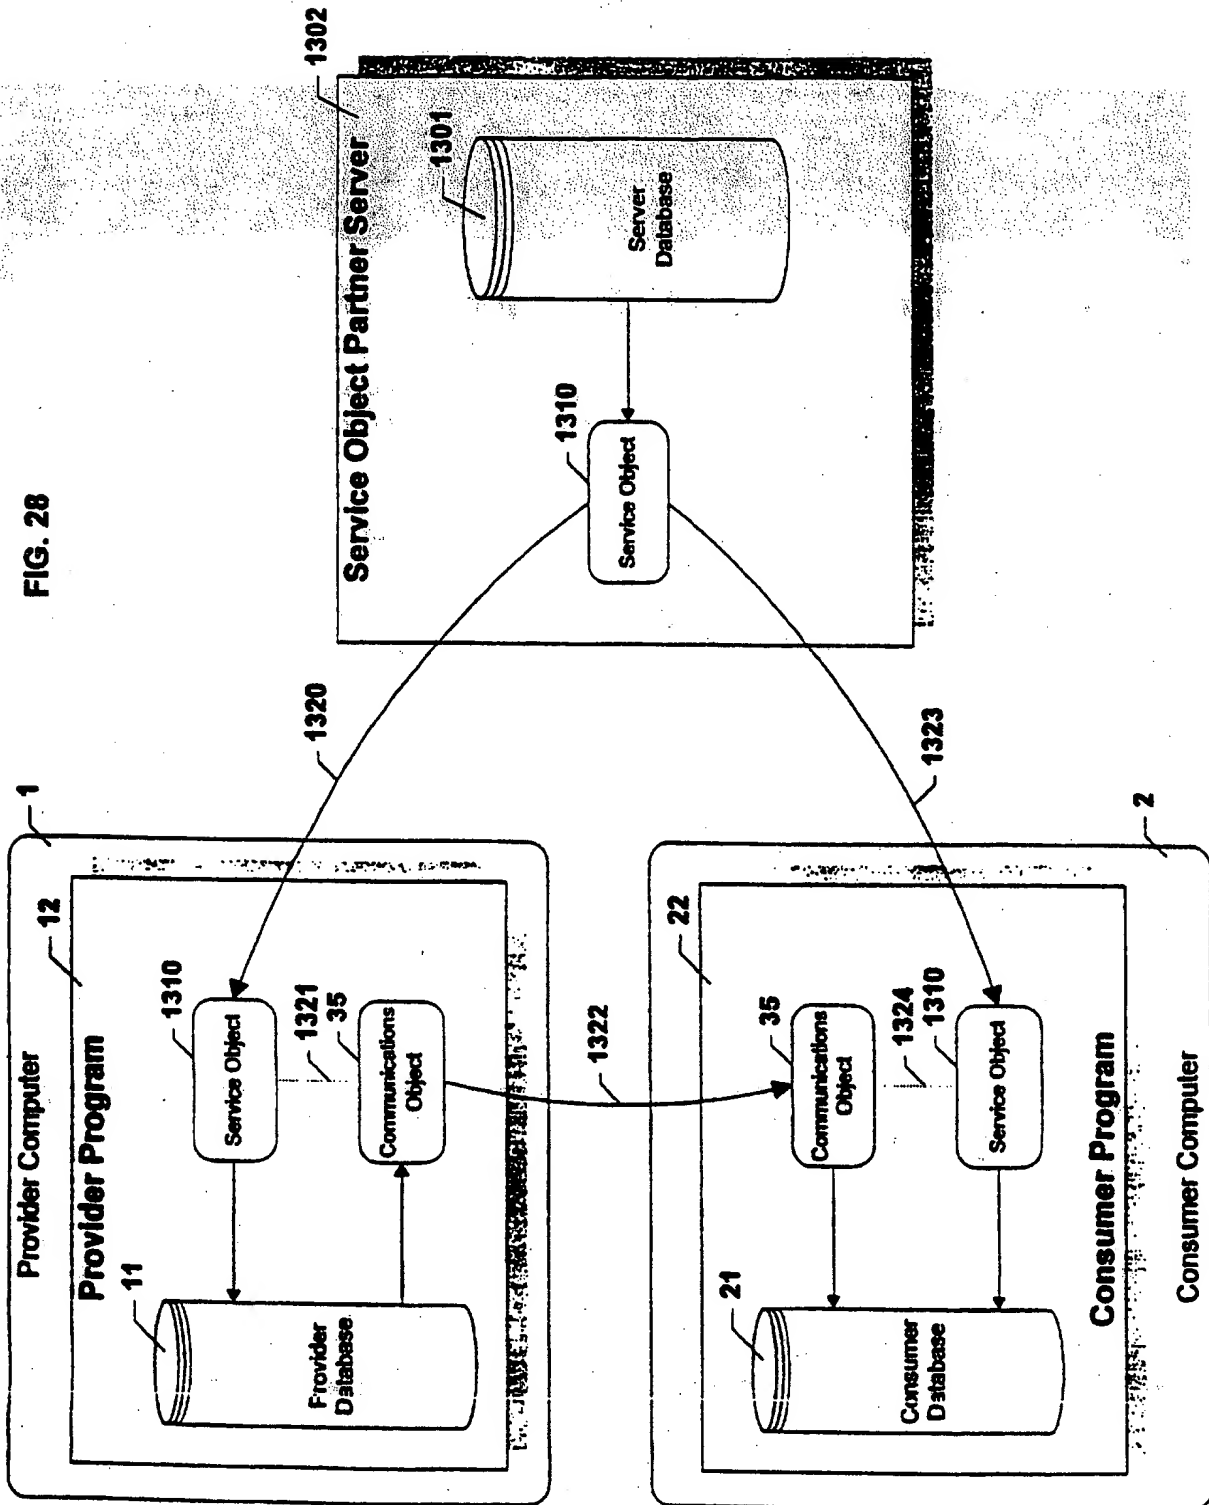 FIG. 28
Provider Computer
1
Provider Program
12
11
Provider
Database
1310
Service Object
1321
35
Communications
Object
1320
1322
1302
Service Object Partner Server
1301
Server
Database
1310
Service Object
1323
2
22
35
Communications
Object
1324
1310
Service Object
21
Consumer
Database
Consumer Program
Consumer Computer